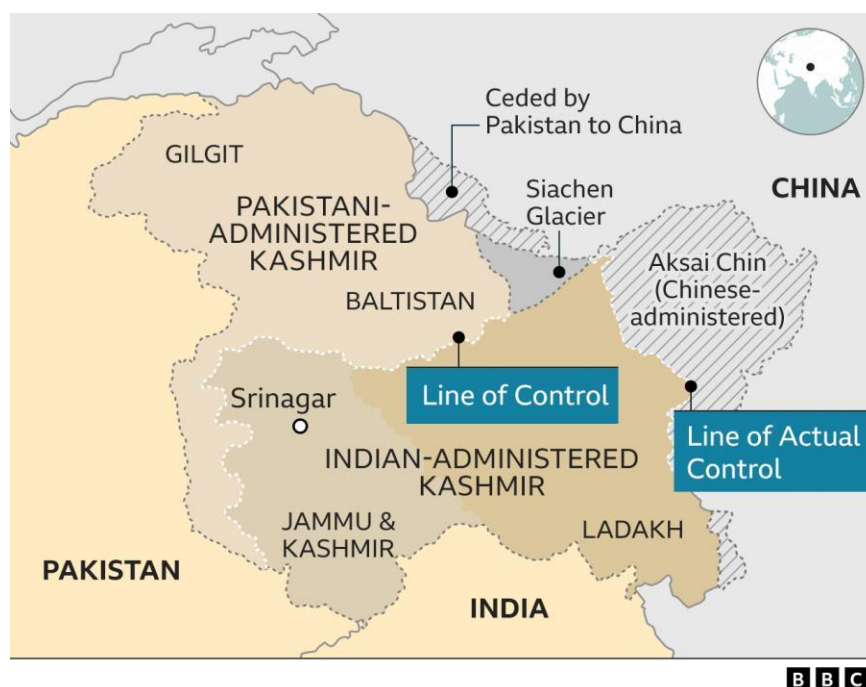 Ceded by
Pakistan to China
GILGIT
Siachen
Glacier
CHINA
PAKISTANI-
ADMINISTERED
KASHMIR
Aksai Chin
(Chinese-
administered)
BALTISTAN
Line of Control
Srinagar
Line of Actual
Control
INDIAN-ADMINISTERED
KASHMIR
JAMMU &
KASHMIR
LADAKH
PAKISTAN
INDIA
BBC